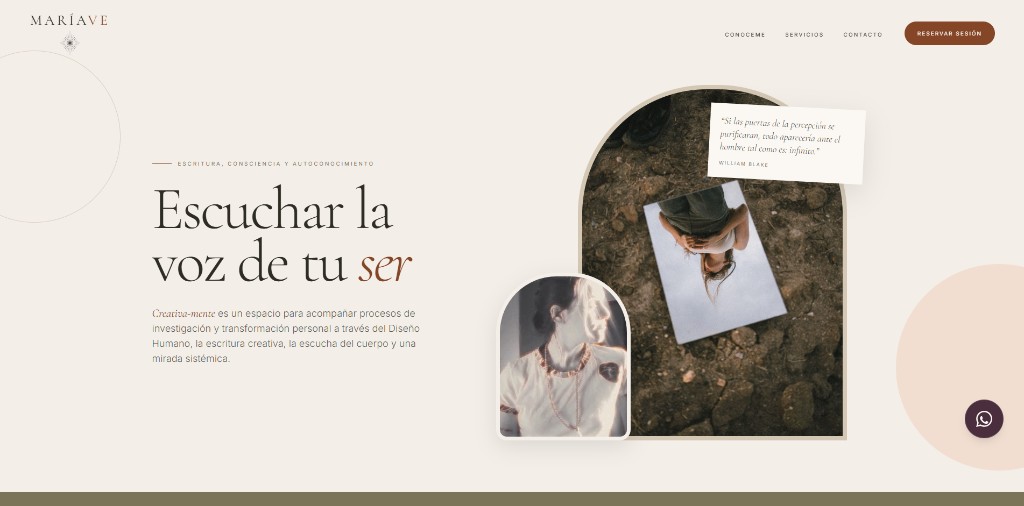 MARÍAVE
CONOCEME
SERVICIOS
CONTACTO
RESERVAR SESIÓN
ESCRITURA, CONSCIENCIA Y AUTOCONOCIMIENTO
Escuchar la
voz de tu ser
Creativa-mente es un espacio para acompañar procesos de
investigación y transformación personal a través del Diseño
Humano, la escritura creativa, la escucha del cuerpo y una
mirada sistémica.
"Si las puertas de la percepción se
purificaran, todo aparecería ante el
hombre tal como es: infinito."
WILLIAM BLAKE